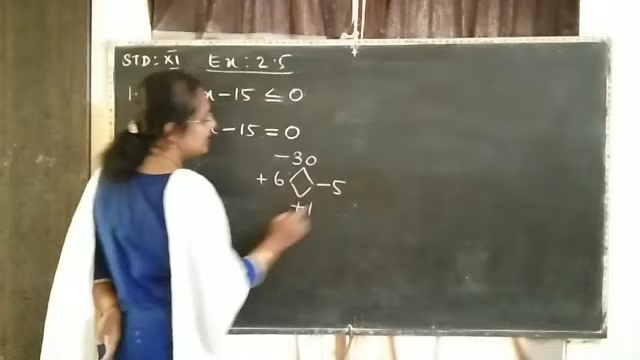 STD: XI Ex: 2.5
1. x - 15 ≤ 0
x - 15 = 0
- 30
+ 6 - 5
+1